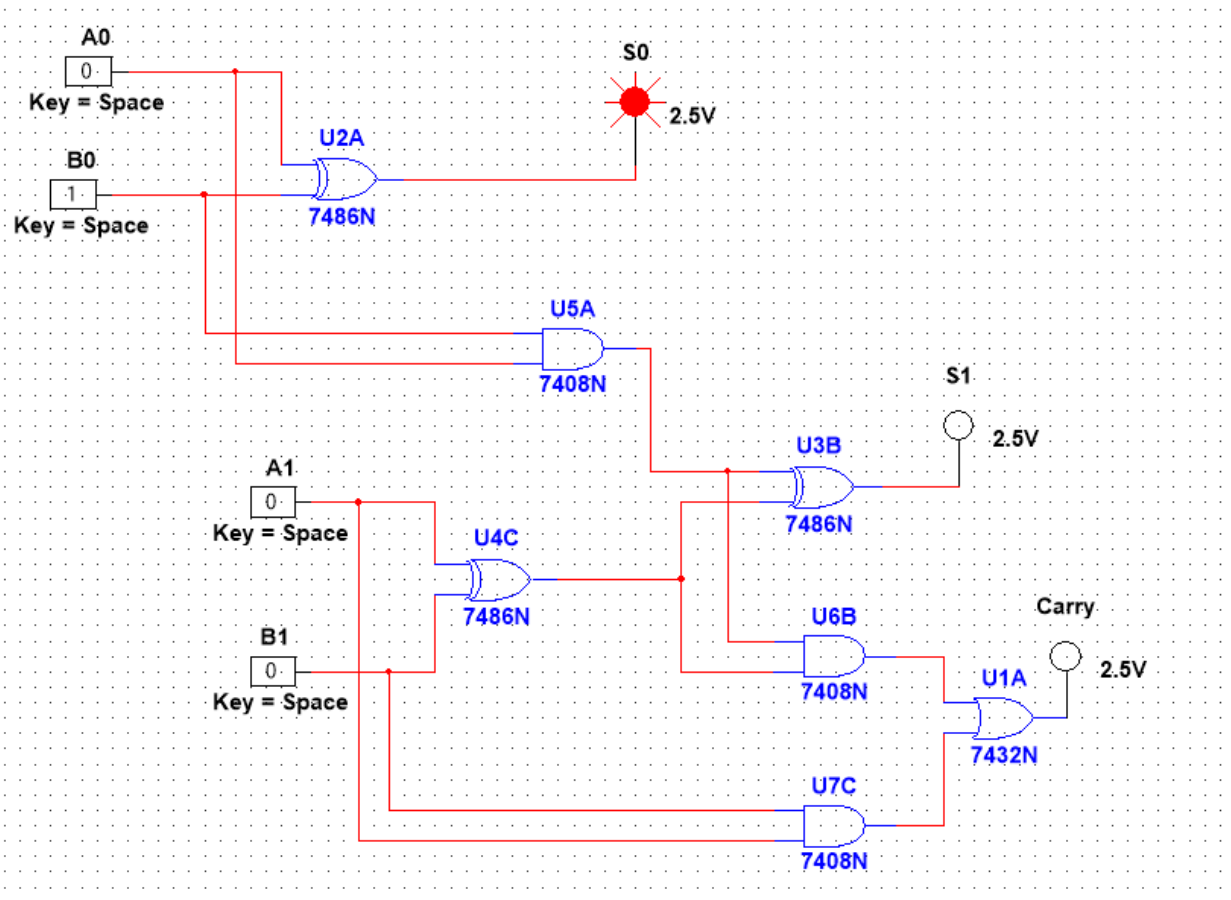 A0
0
Key = Space
B0
1
Key = Space
U2A
7486N
S0
2.5V
U5A
7408N
A1
0
Key = Space
B1
0
Key = Space
U4C
7486N
S1
2.5V
U3B
7486N
U6B
7408N
Carry
2.5V
U1A
7432N
U7C
7408N